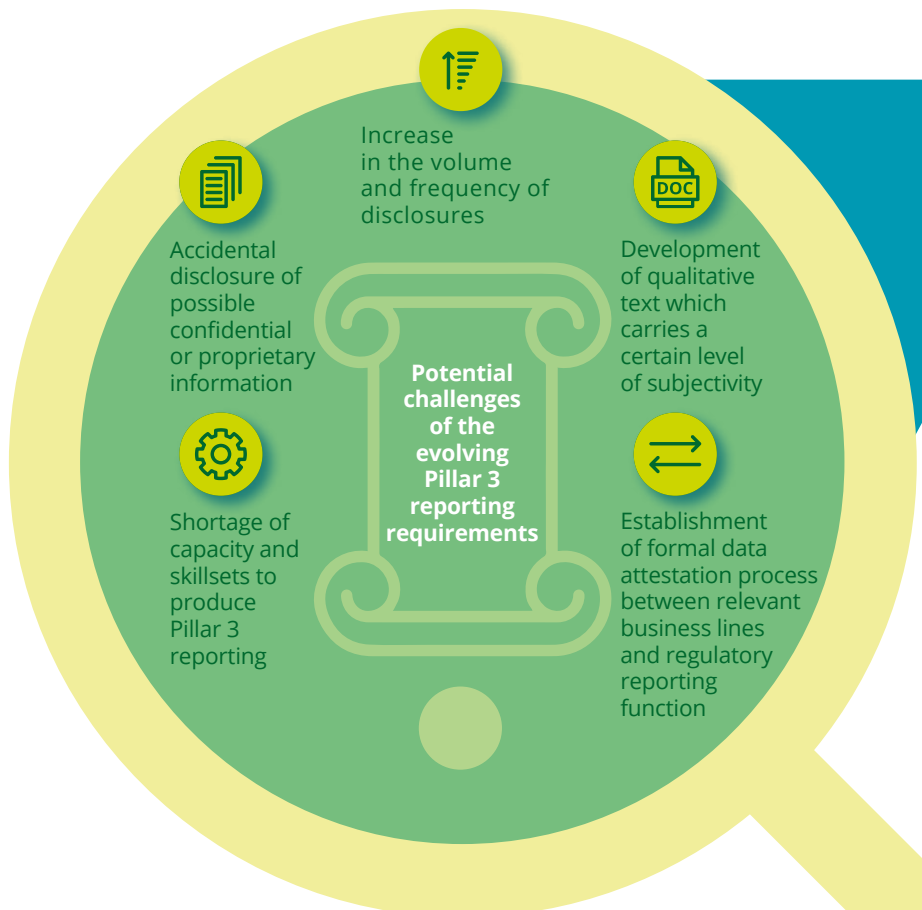 Increase
in the volume
and frequency of
disclosures
Accidental
disclosure of
possible
confidential
or proprietary
information
DOC
Development
of qualitative
text which
carries a
certain level
of subjectivity
Potential
challenges
of the
evolving
Pillar 3
reporting
requirements
Shortage of
capacity and
skillsets to
produce
Pillar 3
reporting
Establishment
of formal data
attestation process
between relevant
business lines
and regulatory
reporting
function